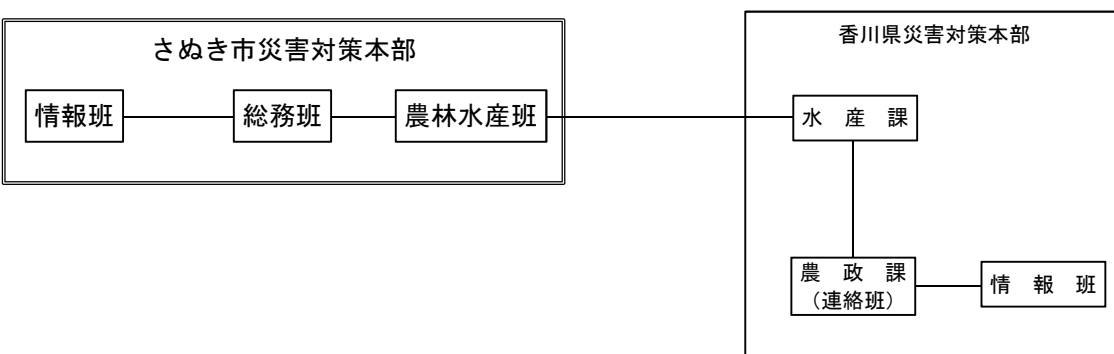 さぬき市災害対策本部
情報班
総務班
農林水産班
香川県災害対策本部
水産課
農政課
（連絡班）
情報班